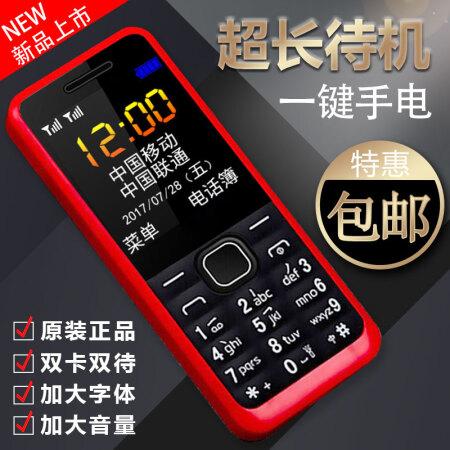 NEW
新品上市
超长待机
一键手电
特惠
包邮
12:00
中国移动
中国联通
2017/07/28（五）
菜单 电话簿
1
2 abc
3 def
4 ghi
5 jkl
6 mno
7 pqrs
8 tuv
9 wxyz
* +
0
#
原装正品
双卡双待
加大字体
加大音量